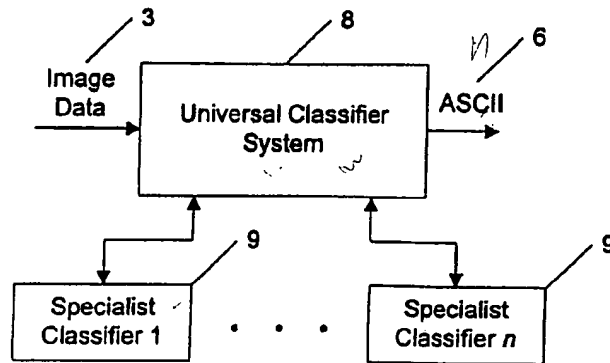 3
8
6
Image
Data
Universal Classifier
System
ASCII
9
9
Specialist
Classifier 1
. . .
Specialist
Classifier n